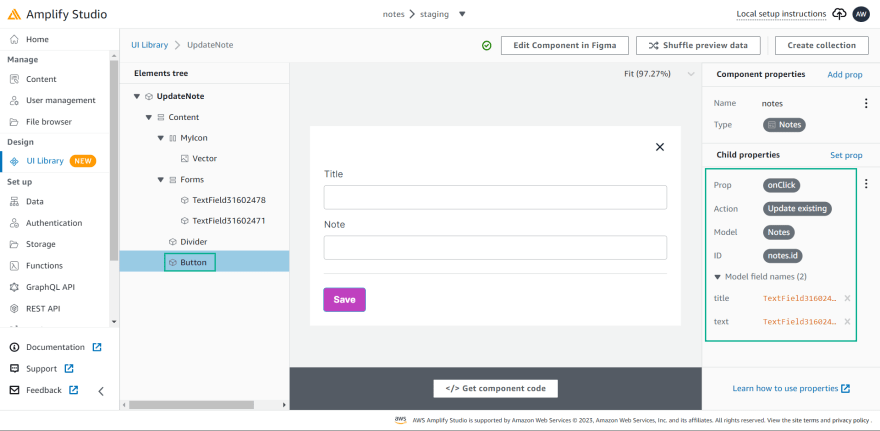 Amplify Studio
notes > staging
Local setup instructions
AW
Home
Manage
Content
User management
File browser
Design
UI Library NEW
Set up
Data
Authentication
Storage
Functions
GraphQL API
REST API
Documentation
Support
Feedback
UI Library > UpdateNote
Edit Component in Figma
Shuffle preview data
Create collection
Elements tree
UpdateNote
Content
MyIcon
Vector
Forms
TextField31602478
TextField31602471
Divider
Button
Fit (97.27%)
Title
Note
Save
</> Get component code
Component properties Add prop
Name notes
Type Notes
Child properties Set prop
Prop onClick
Action Update existing
Model Notes
ID notes.id
Model field names (2)
title TextField316024… X
text TextField316024… X
Learn how to use properties
aws AWS Amplify Studio is supported by Amazon Web Services © 2023, Amazon Web Services, Inc. and its affiliates. All rights reserved. View the site terms and privacy policy .